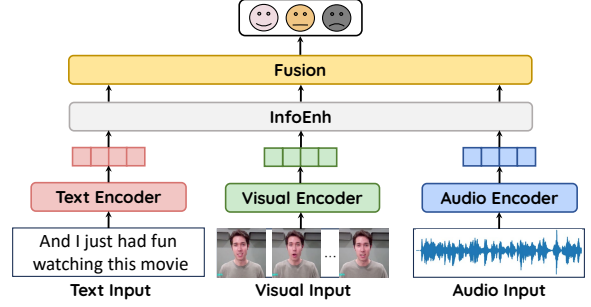 Fusion
InfoEnh
Text Encoder
Visual Encoder
Audio Encoder
And I just had fun
watching this movie
...
Text Input
Visual Input
Audio Input